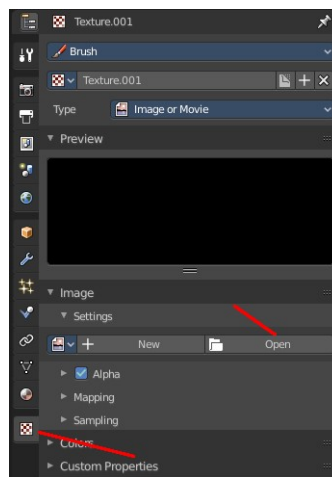 Texture.001
Brush
Texture.001
Type Image or Movie
Preview
Image
Settings
New Open
Alpha
Mapping
Sampling
Colors
Custom Properties